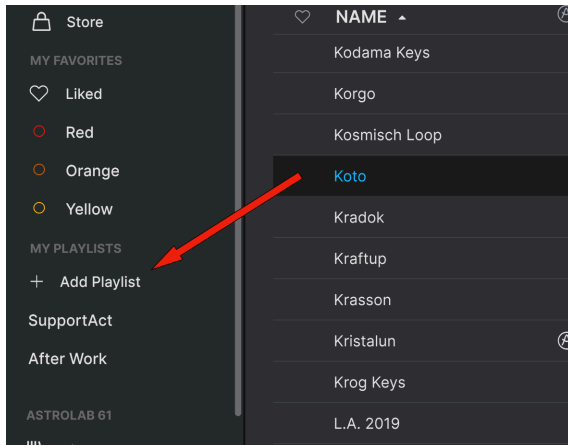 Store
MY FAVORITES
Liked
Red
Orange
Yellow
MY PLAYLISTS
+ Add Playlist
SupportAct
After Work
ASTROLAB 61
NAME
Kodama Keys
Korgo
Kosmisch Loop
Koto
Kradok
Kraftup
Krasson
Kristalun
Krog Keys
L.A. 2019